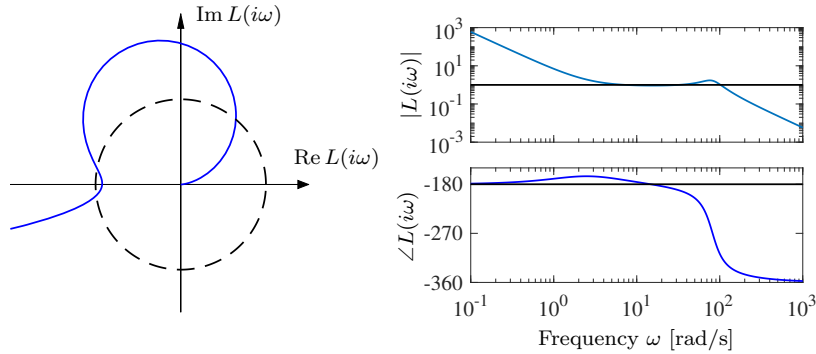 Im L(iω)
Re L(iω)
|L(iω)|
10^3
10^1
10^-1
10^-3
∠L(iω)
-180
-270
-360
10^-1 10^0 10^1 10^2 10^3
Frequency ω [rad/s]